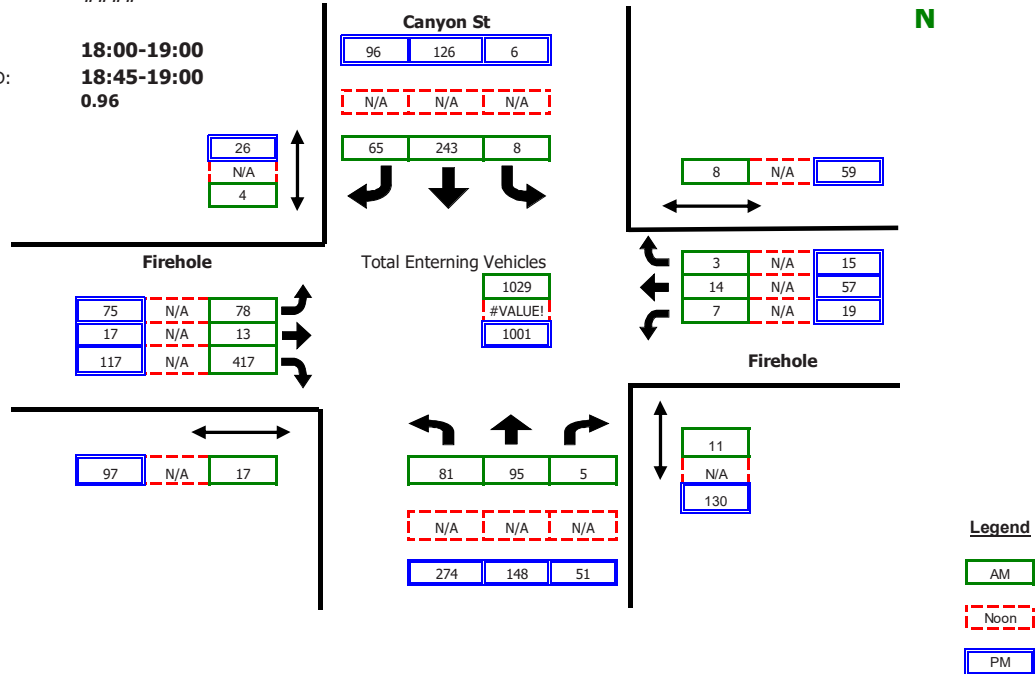 Canyon St
N
18:00-19:00
18:45-19:00
0.96
96 126 6
N/A N/A N/A
65 243 8
26
N/A
4
8 N/A 59
Firehole
Total Enterning Vehicles
1029
#VALUE!
1001
3 N/A 15
14 N/A 57
7 N/A 19
75 N/A 78
17 N/A 13
117 N/A 417
Firehole
97 N/A 17
81 95 5
N/A N/A N/A
274 148 51
11
N/A
130
Legend
AM
Noon
PM